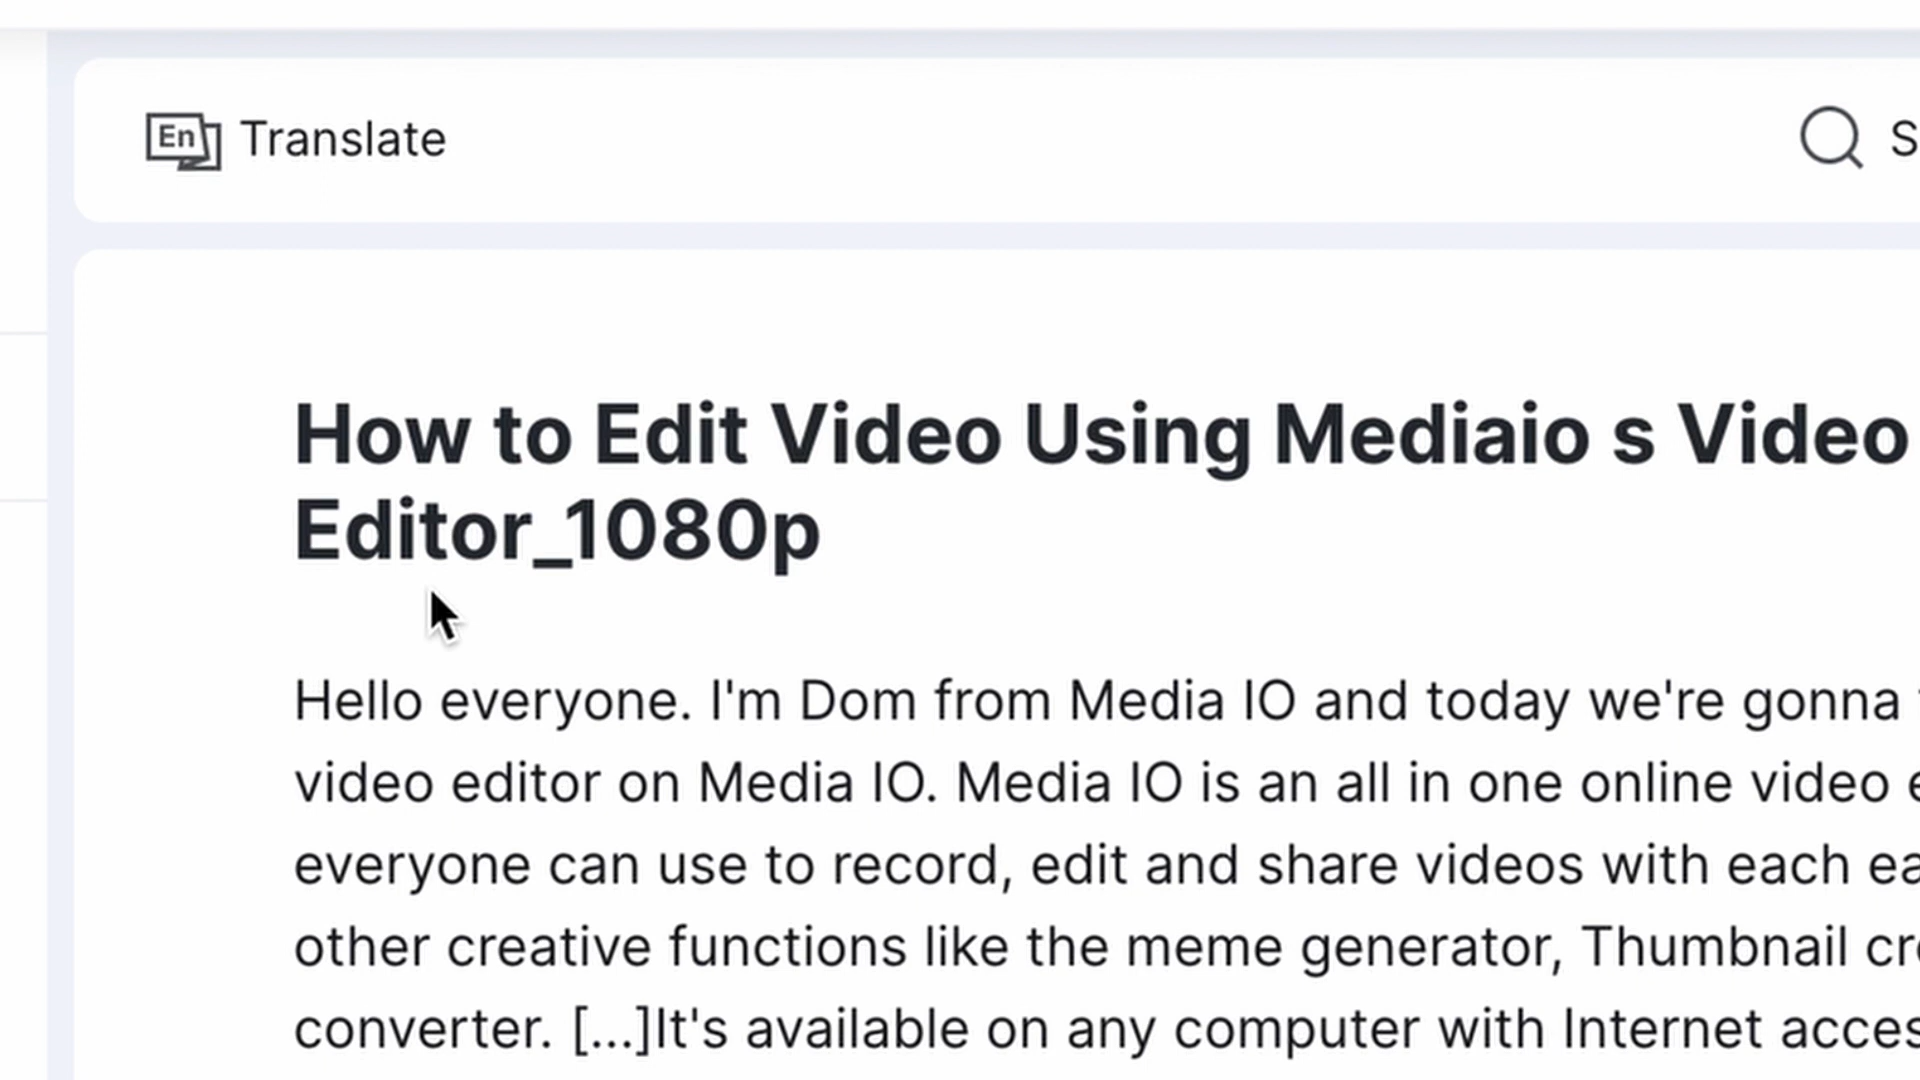 En Translate
How to Edit Video Using Mediaio s Video
Editor_1080p
Hello everyone. I'm Dom from Media IO and today we're gonna
video editor on Media IO. Media IO is an all in one online video
everyone can use to record, edit and share videos with each
other creative functions like the meme generator, Thumbnail
converter. [...]It's available on any computer with Internet